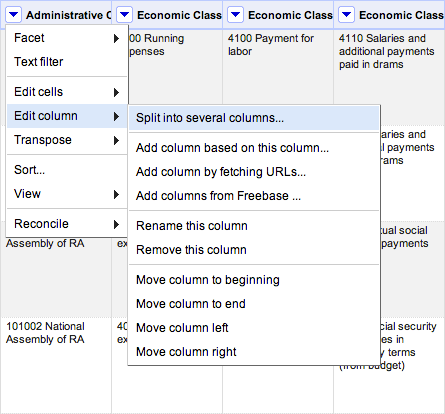 Administrative C
Economic Class
Economic Class
Economic Class
Facet
Text filter
Edit cells
Edit column
Transpose
Sort...
View
Reconcile
Split into several columns...
Add column based on this column...
Add column by fetching URLs...
Add columns from Freebase ...
Rename this column
Remove this column
Move column to beginning
Move column to end
Move column left
Move column right
00 Running
penses
4100 Payment for
labor
4110 Salaries and
additional payments
paid in drams
aries and
al payments
rams
Assembly of RA
ex
tual social
payments
101002 National
Assembly of RA
40
ex
cial security
es in
y terms
(from budget)